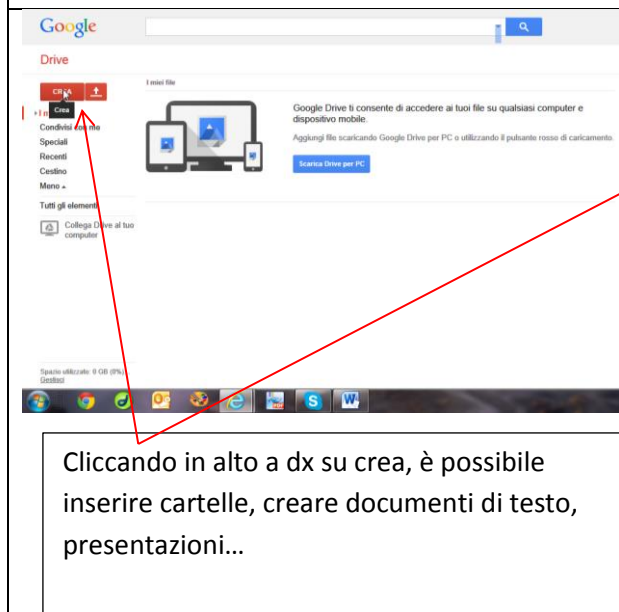 Google
Drive
CREA
Crea
I miei file
Condivisi con me
Speciali
Recenti
Cestino
Meno
Tutti gli elementi
Collega Drive al tuo
computer
Google Drive ti consente di accedere ai tuoi file su qualsiasi computer e
dispositivo mobile.
Aggiungi file scaricando Google Drive per PC o utilizzando il pulsante rosso di caricamento.
Scarica Drive per PC
Spazio utilizzato: 0 GB (0%)
Gestisci
Cliccando in alto a dx su crea, è possibile
inserire cartelle, creare documenti di testo,
presentazioni…